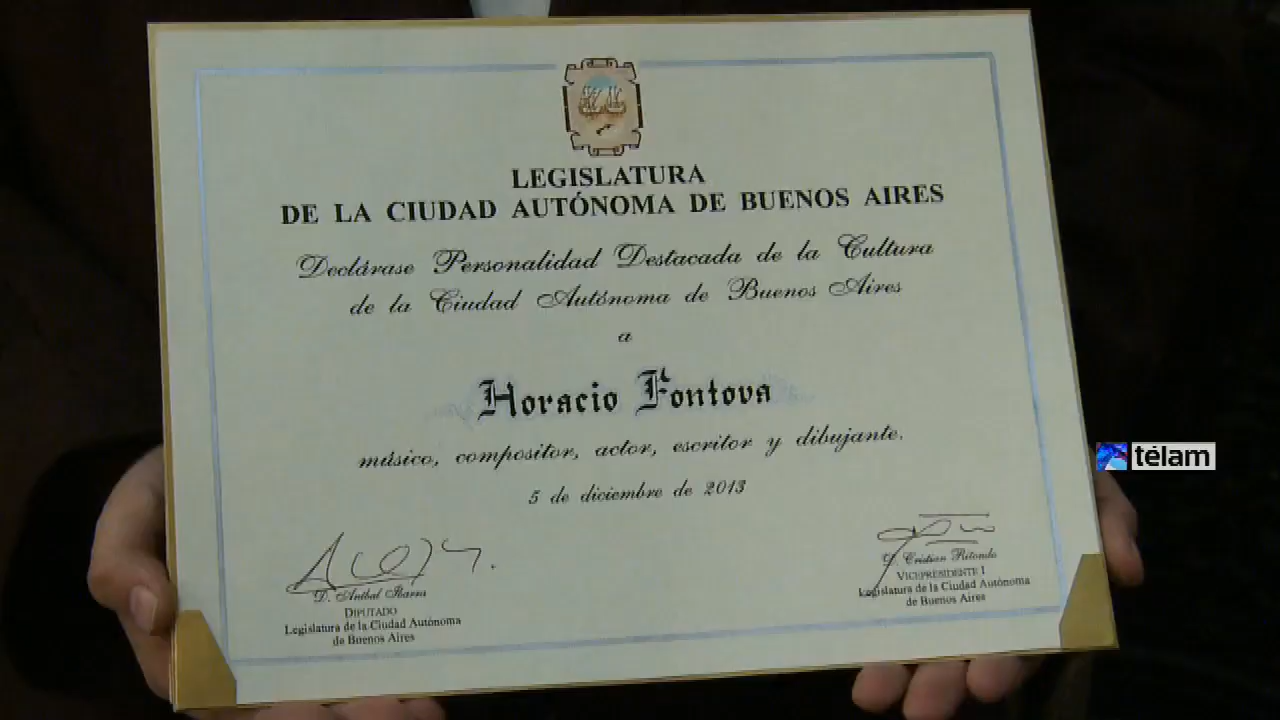 LEGISLATURA
DE LA CIUDAD AUTÓNOMA DE BUENOS AIRES
Declárase Personalidad Destacada de la Cultura
de la Ciudad Autónoma de Buenos Aires
a
Horacio Fontova
músico, compositor, actor, escritor y dibujante.
5 de diciembre de 2013
D. Aníbal Ibarra
DIPUTADO
Legislatura de la Ciudad Autónoma
de Buenos Aires
D. Cristian Ritondo
VICEPRESIDENTE I
Legislatura de la Ciudad Autónoma
de Buenos Aires
télam